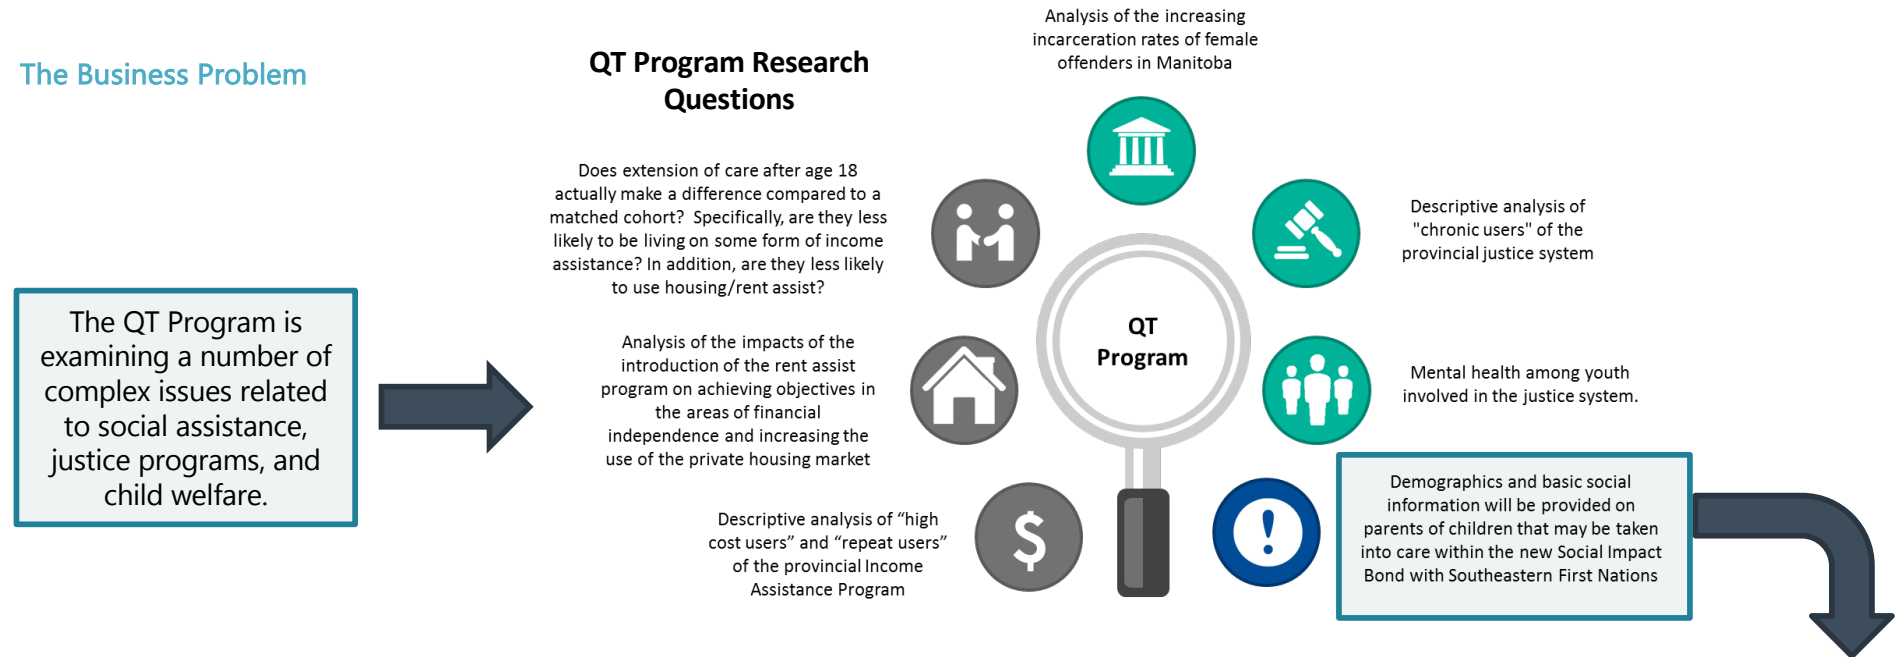 The Business Problem
The QT Program is
examining a number of
complex issues related
to social assistance,
justice programs, and
child welfare.
QT Program Research
Questions
Does extension of care after age 18
actually make a difference compared to a
matched cohort?  Specifically, are they less
likely to be living on some form of income
assistance? In addition, are they less likely
to use housing/rent assist?
Analysis of the impacts of the
introduction of the rent assist
program on achieving objectives in
the areas of financial
independence and increasing the
use of the private housing market
Descriptive analysis of “high
cost users” and “repeat users”
of the provincial Income
Assistance Program
$
QT
Program
Analysis of the increasing
incarceration rates of female
offenders in Manitoba
Descriptive analysis of
"chronic users" of the
provincial justice system
Mental health among youth
involved in the justice system.
!
Demographics and basic social
information will be provided on
parents of children that may be taken
into care within the new Social Impact
Bond with Southeastern First Nations